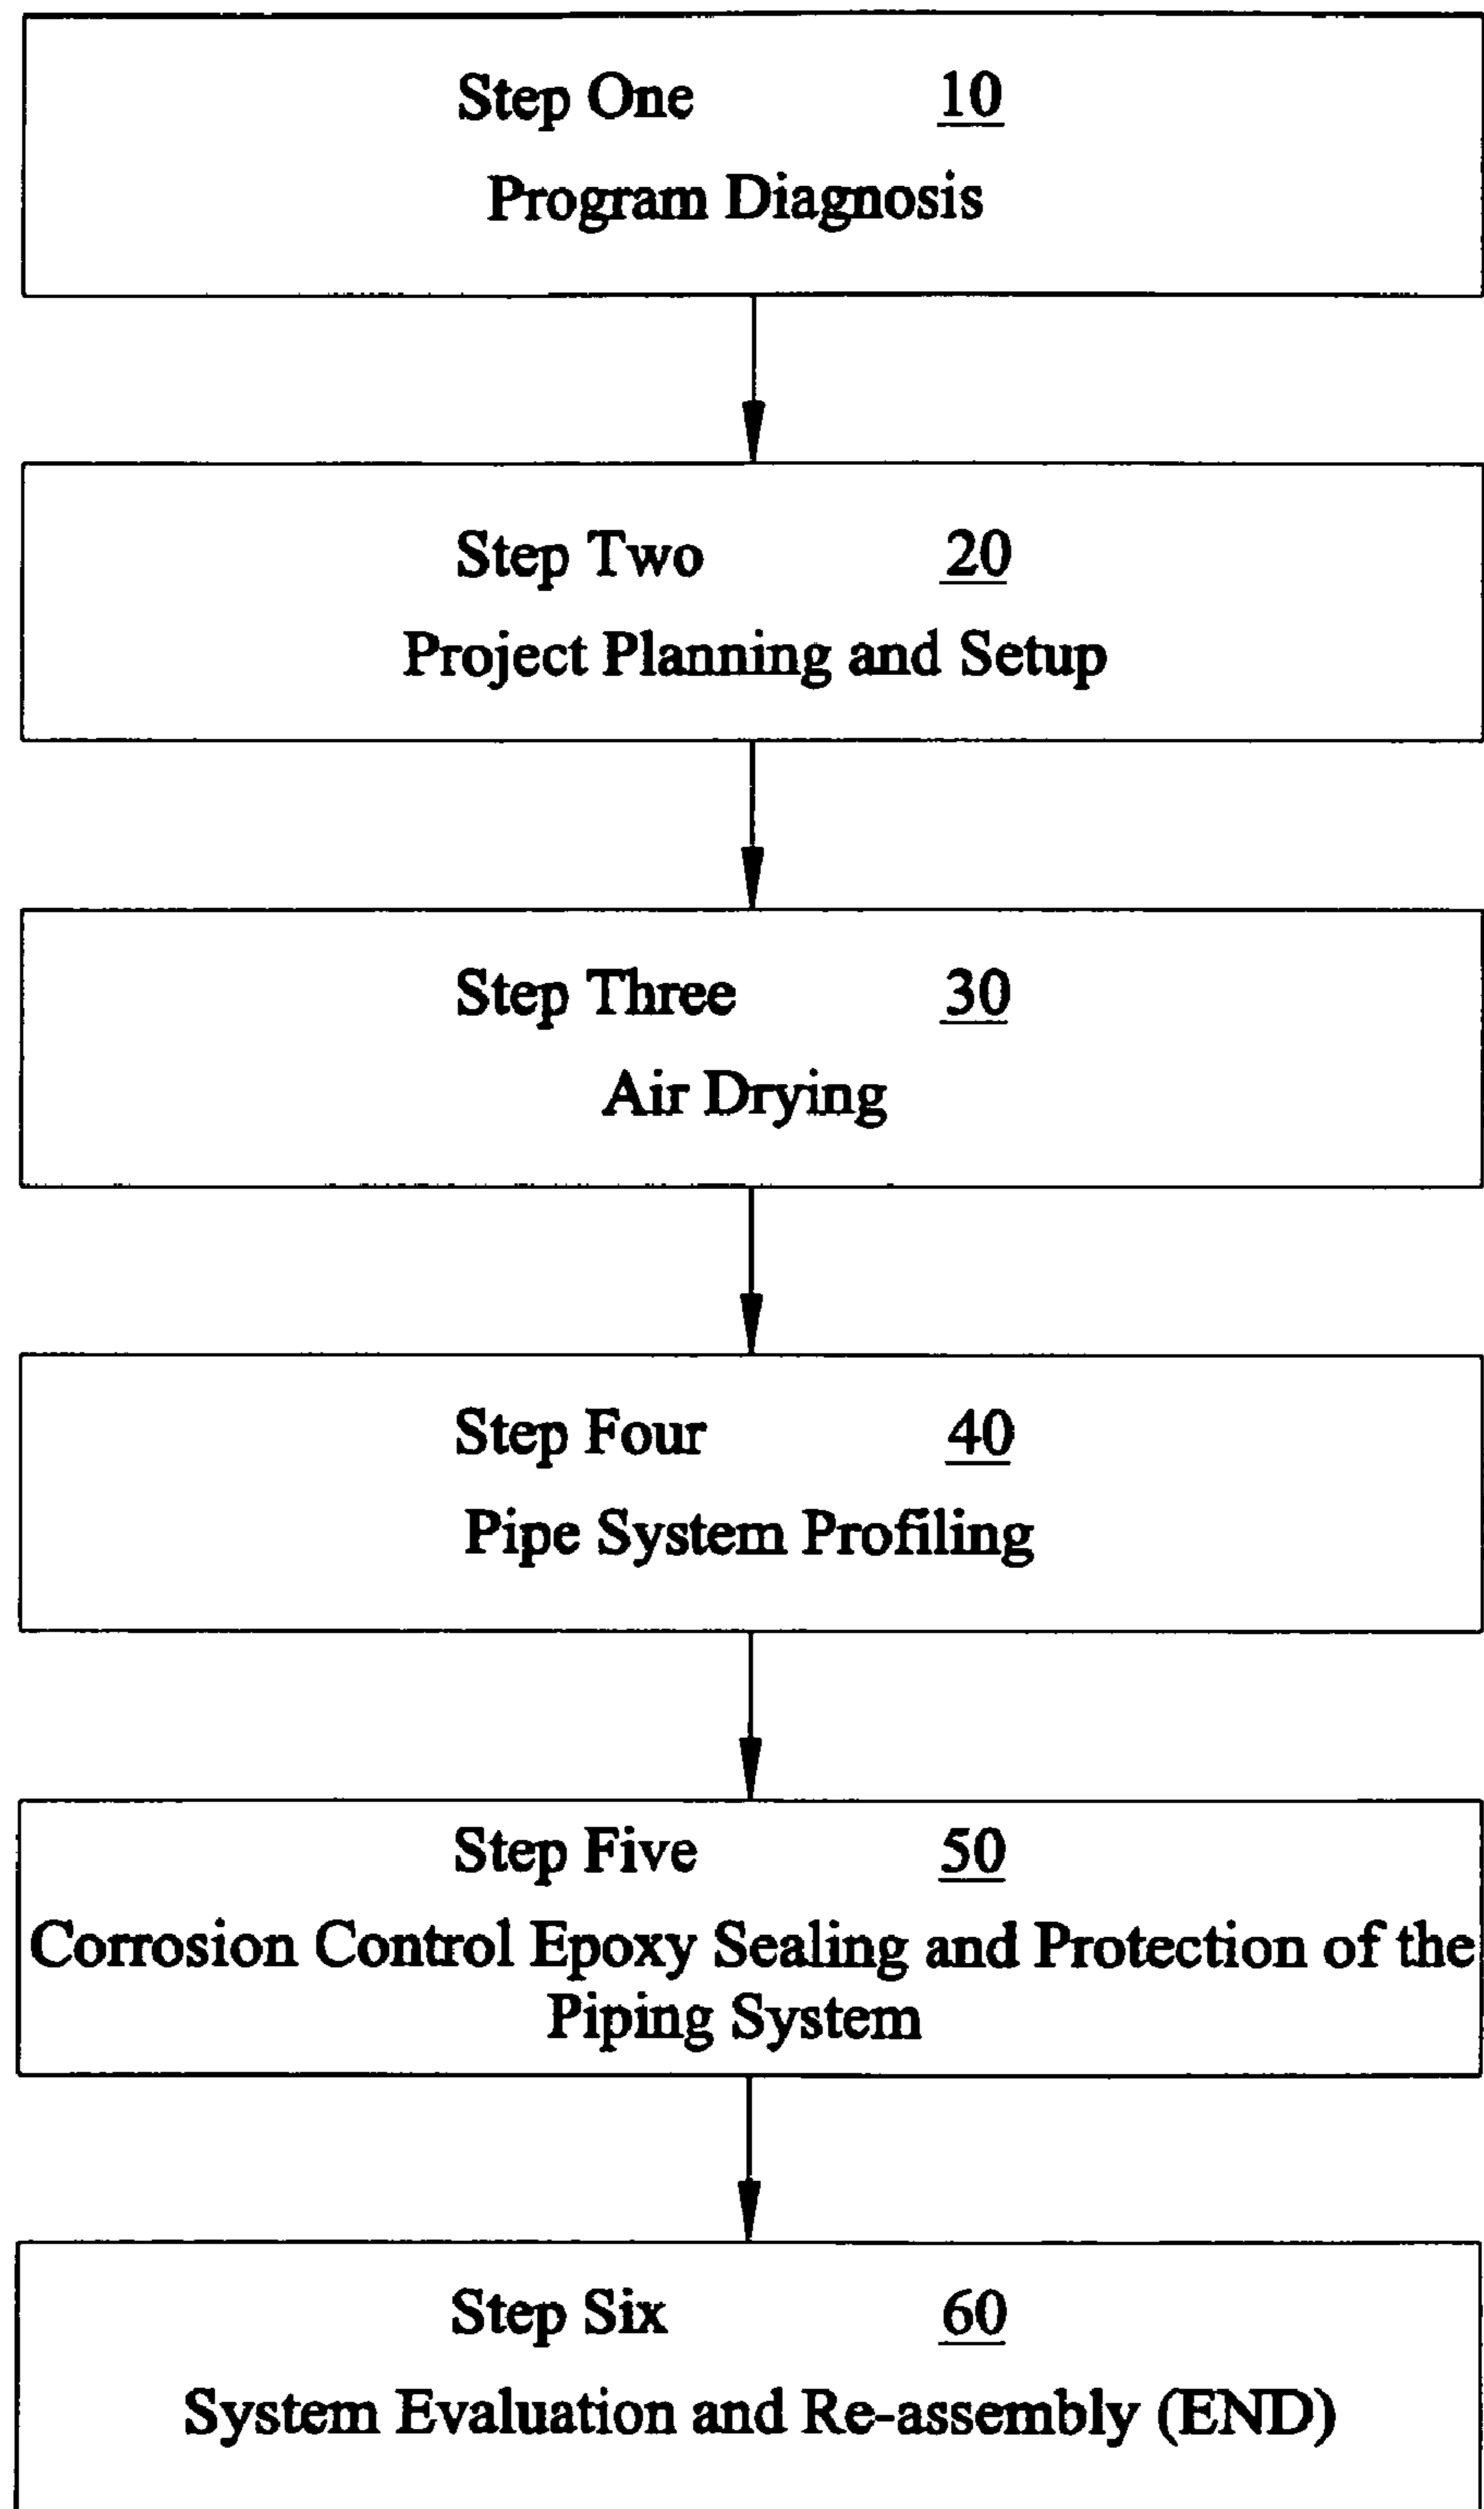 Step One 10
Program Diagnosis
Step Two 20
Project Planning and Setup
Step Three 30
Air Drying
Step Four 40
Pipe System Profiling
Step Five 50
Corrosion Control Epoxy Sealing and Protection of the
Piping System
Step Six 60
System Evaluation and Re-assembly (END)